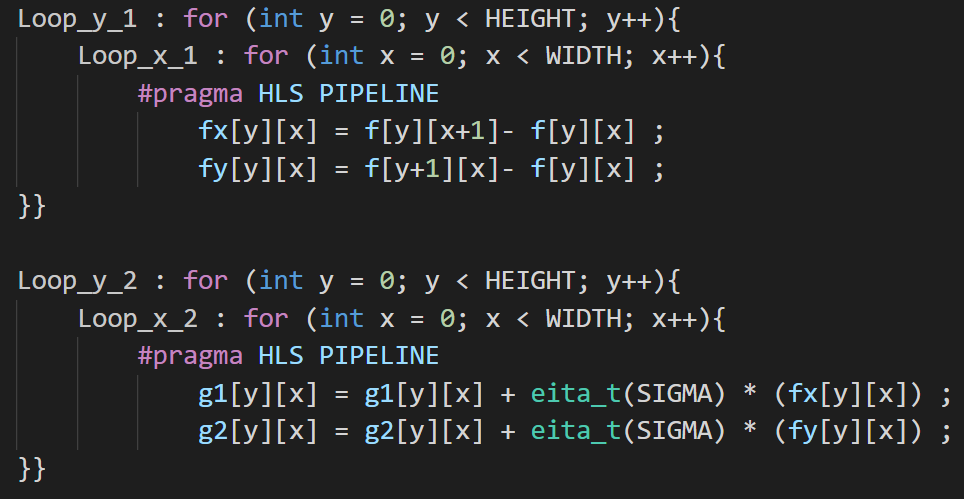 Loop_y_1 : for (int y = 0; y < HEIGHT; y++){
Loop_x_1 : for (int x = 0; x < WIDTH; x++){
#pragma HLS PIPELINE
fx[y][x] = f[y][x+1]- f[y][x] ;
fy[y][x] = f[y+1][x]- f[y][x] ;
}}
Loop_y_2 : for (int y = 0; y < HEIGHT; y++){
Loop_x_2 : for (int x = 0; x < WIDTH; x++){
#pragma HLS PIPELINE
g1[y][x] = g1[y][x] + eita_t(SIGMA) * (fx[y][x]) ;
g2[y][x] = g2[y][x] + eita_t(SIGMA) * (fy[y][x]) ;
}}